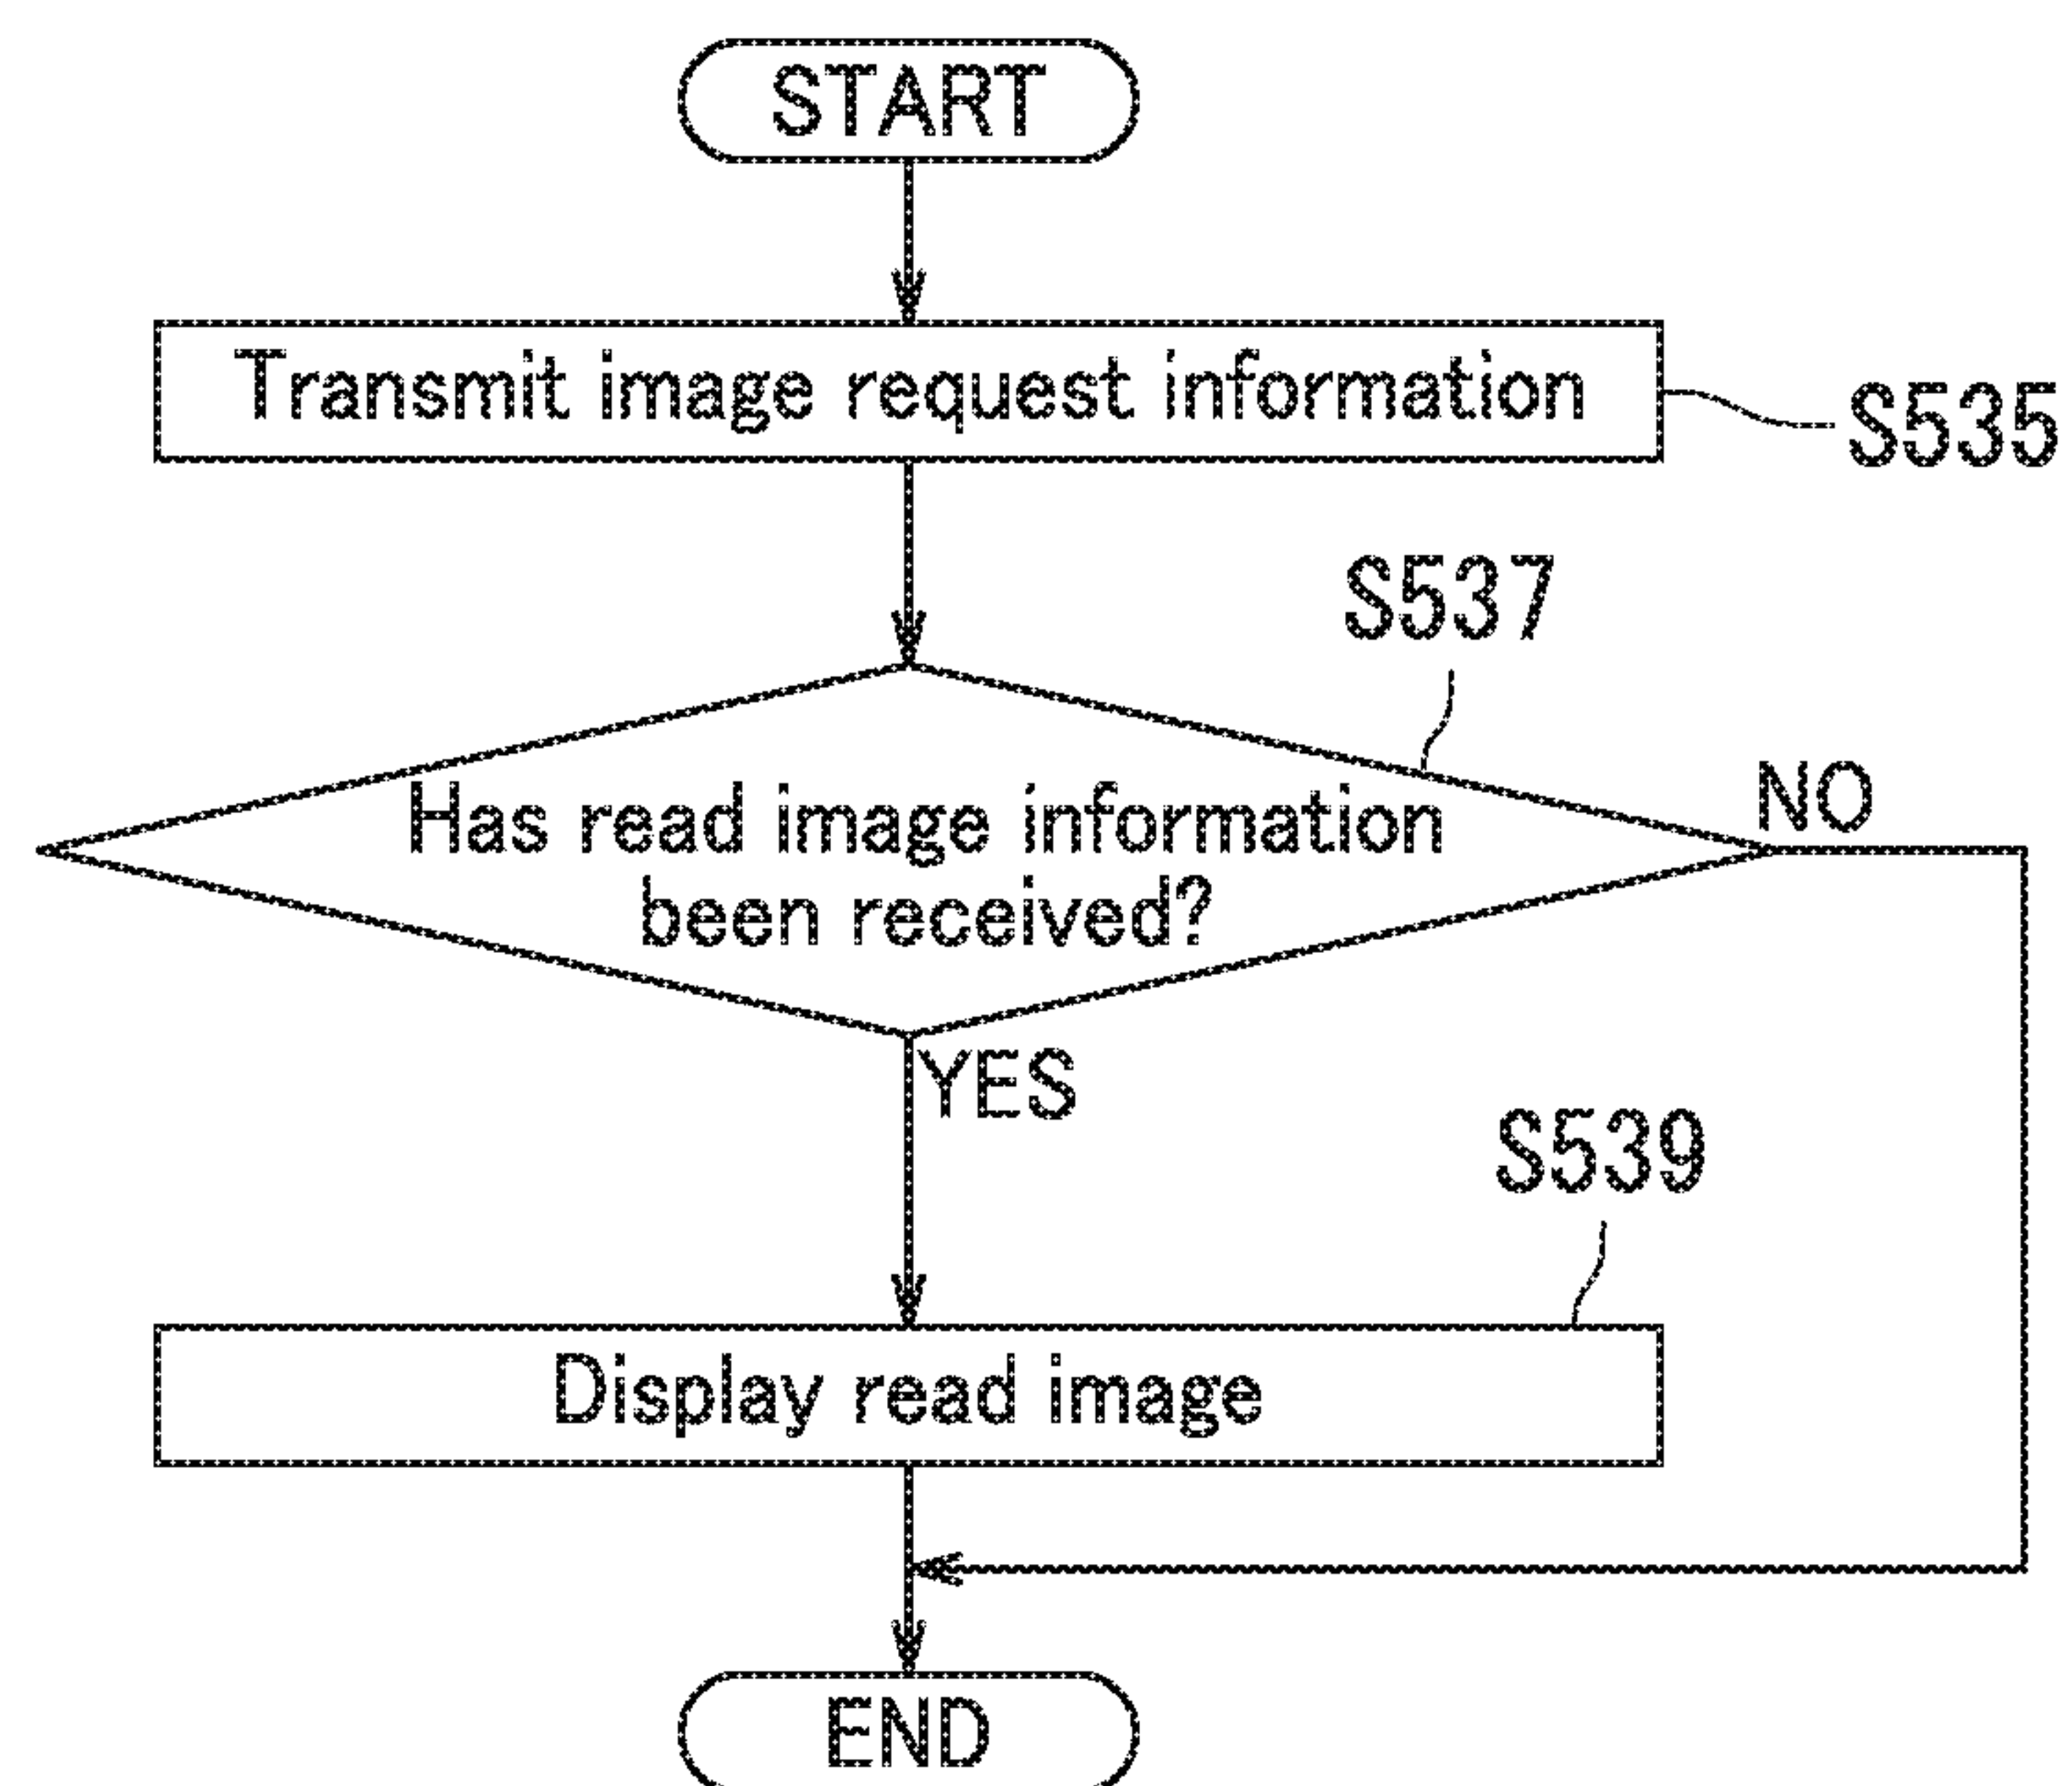 START
Transmit image request information
S535
S537
Has read image information
been received?
NO
YES
S539
Display read image
END